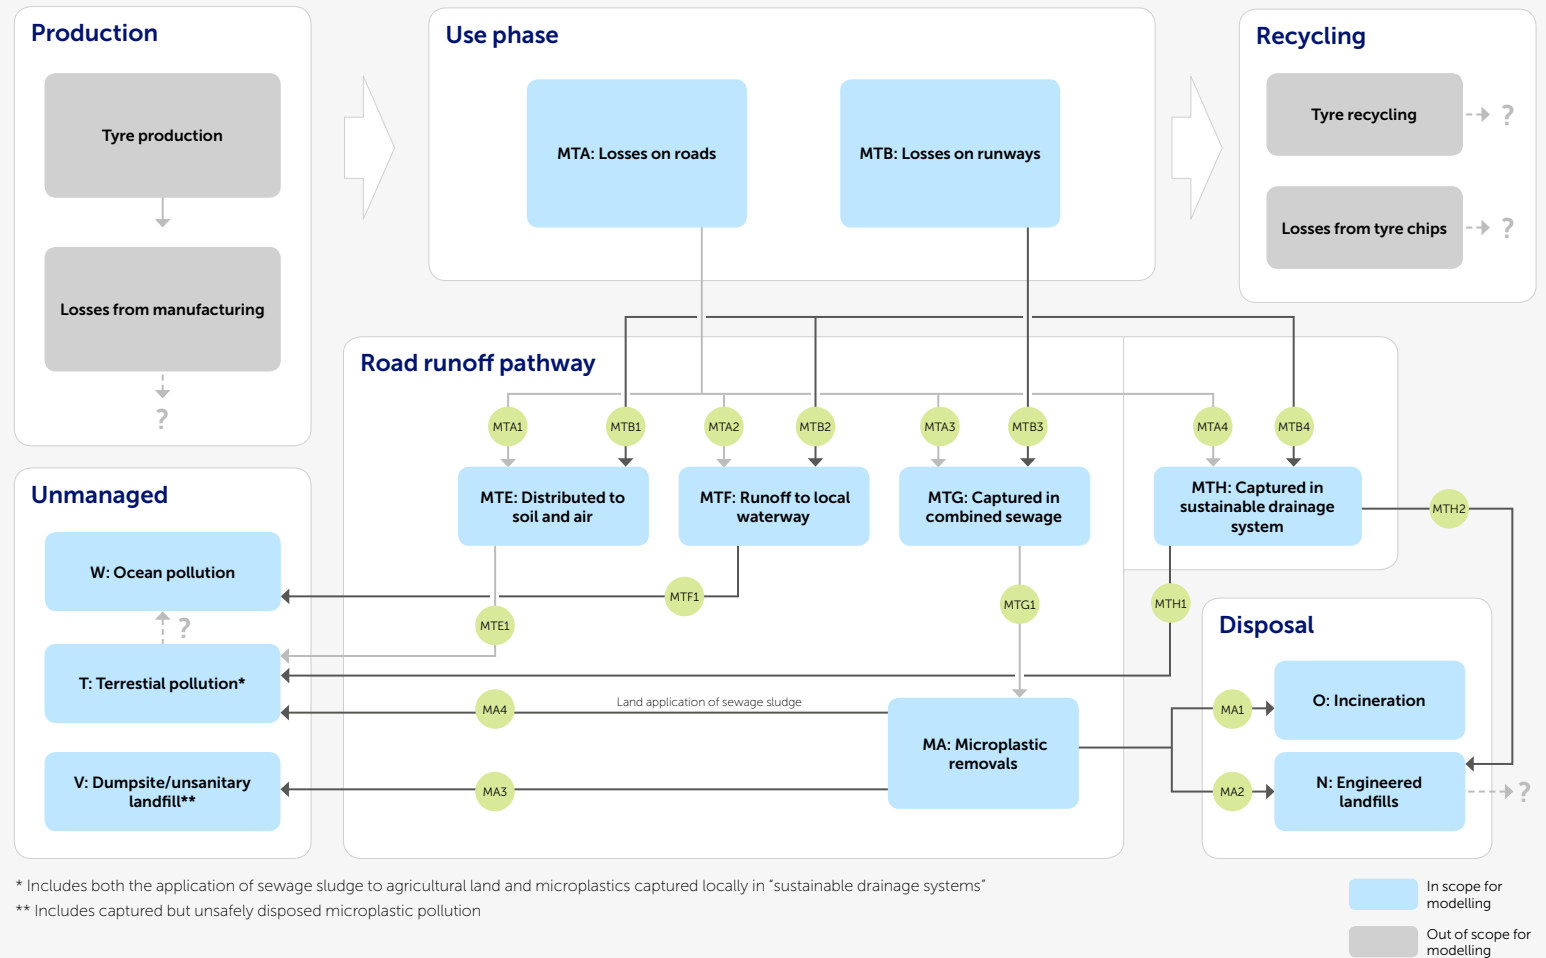 Production
Tyre production
Losses from manufacturing
?
Use phase
MTA: Losses on roads
MTB: Losses on runways
Recycling
Tyre recycling
?
Losses from tyre chips
?
Road runoff pathway
MTA1
MTB1
MTA2
MTB2
MTA3
MTB3
MTA4
MTB4
MTE: Distributed to
soil and air
MTF: Runoff to local
waterway
MTG: Captured in
combined sewage
MTH: Captured in
sustainable drainage
system
MTH2
Unmanaged
W: Ocean pollution
?
T: Terrestial pollution*
V: Dumpsite/unsanitary
landfill**
MTF1
MTE1
MTG1
MTH1
MA4
Land application of sewage sludge
MA3
MA: Microplastic
removals
MA1
MA2
Disposal
O: Incineration
N: Engineered
landfills
?
* Includes both the application of sewage sludge to agricultural land and microplastics captured locally in “sustainable drainage systems”
** Includes captured but unsafely disposed microplastic pollution
In scope for
modelling
Out of scope for
modelling